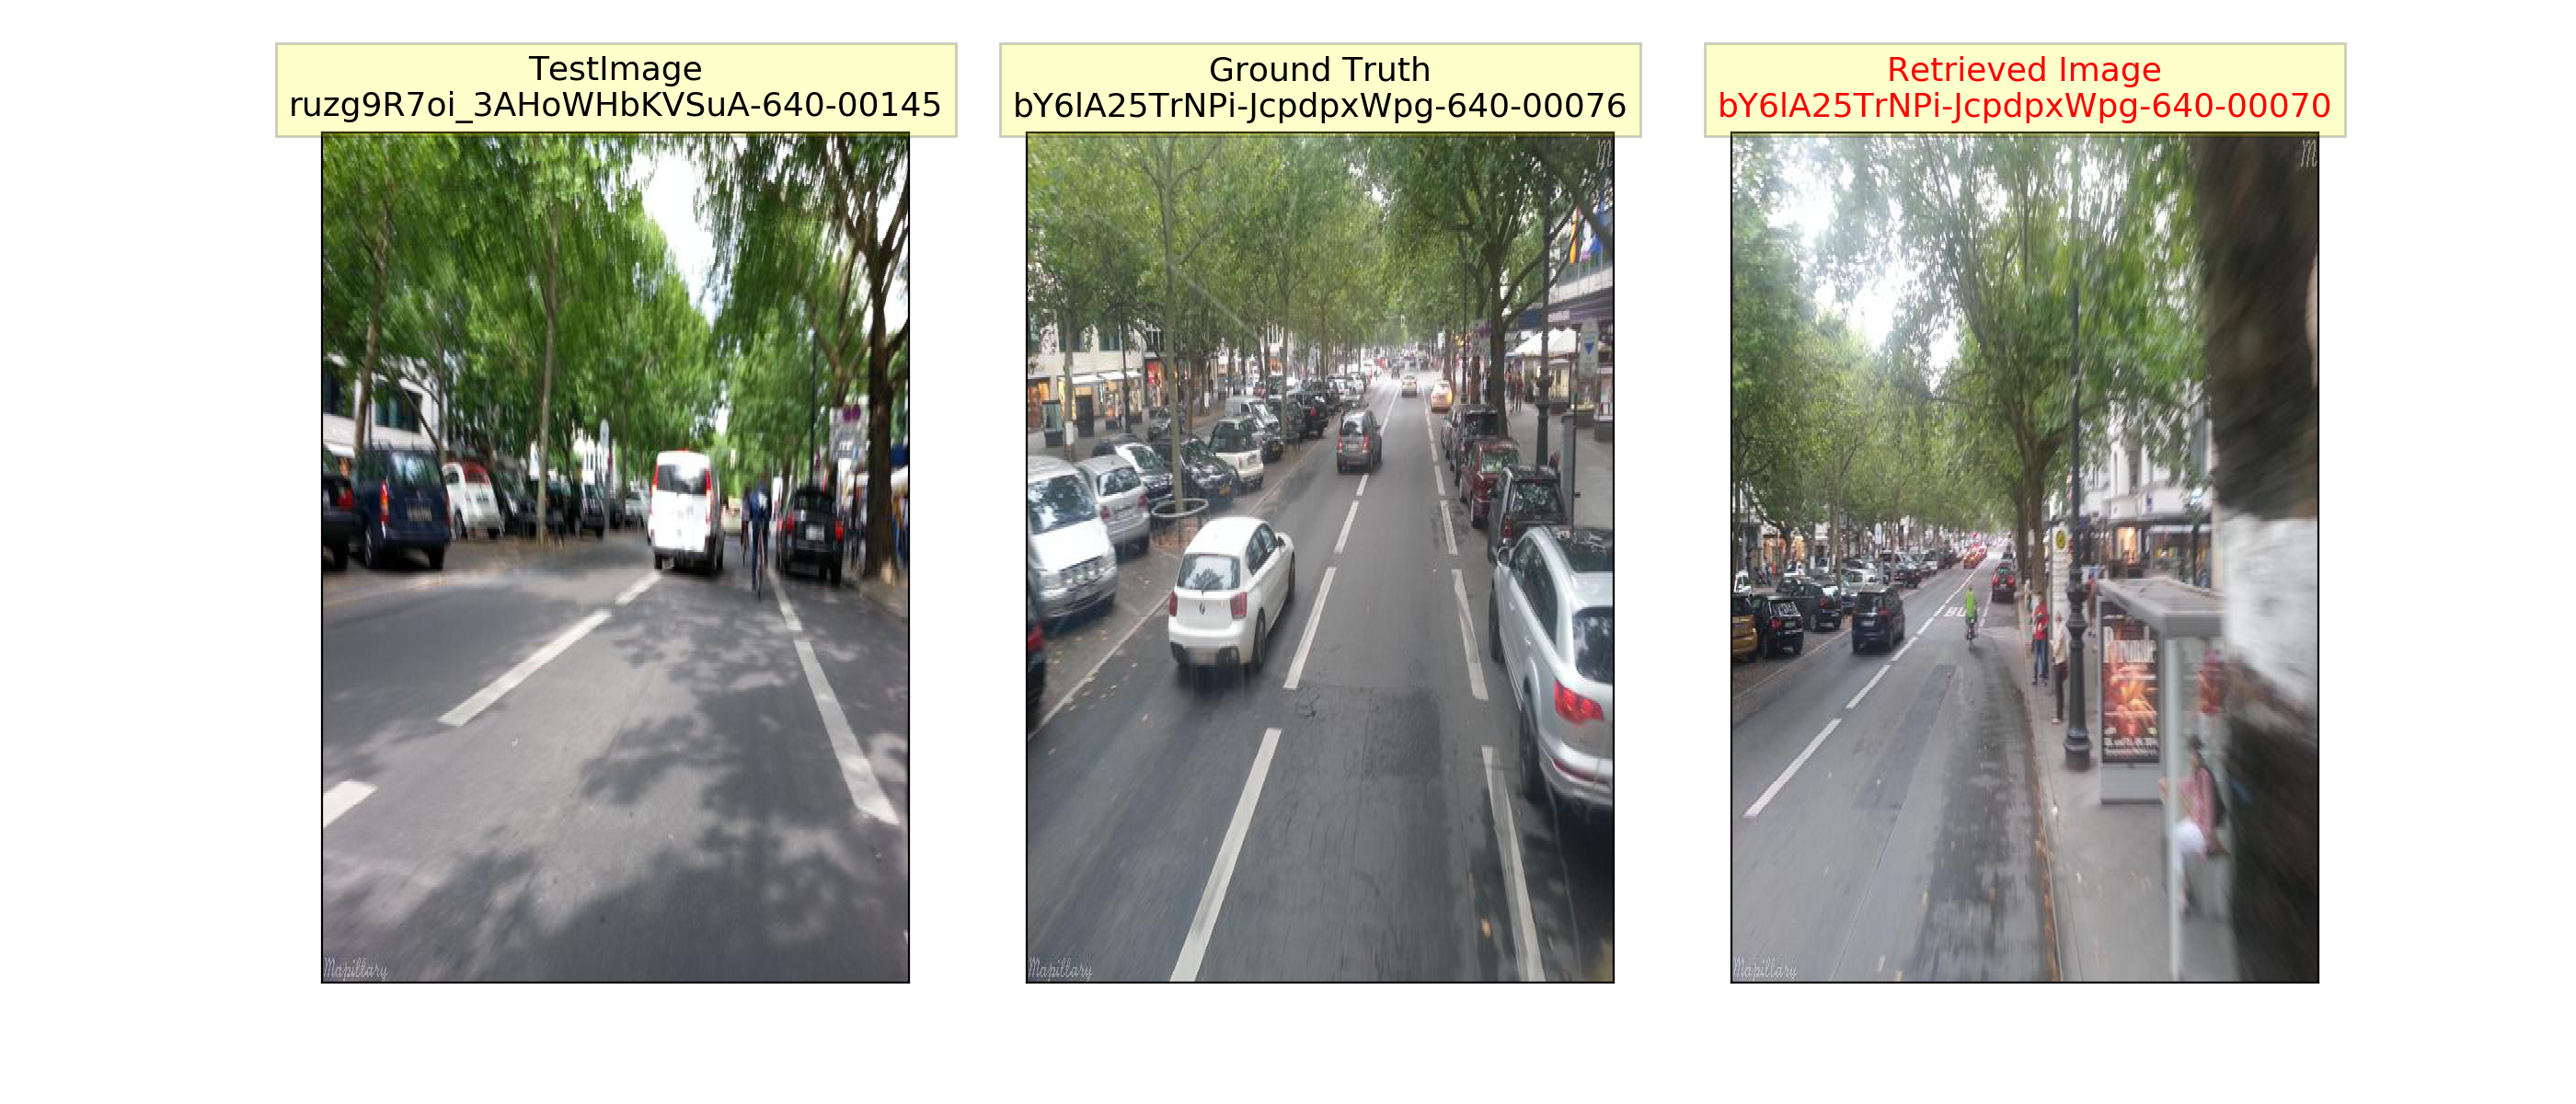 TestImage
ruzg9R7oi_3AHoWHbKVSuA-640-00145
Ground Truth
bY6lA25TrNPi-JcpdpxWpg-640-00076
Retrieved Image
bY6lA25TrNPi-JcpdpxWpg-640-00070
M
M
BUS
Mapillary
Mapillary
Mapillary